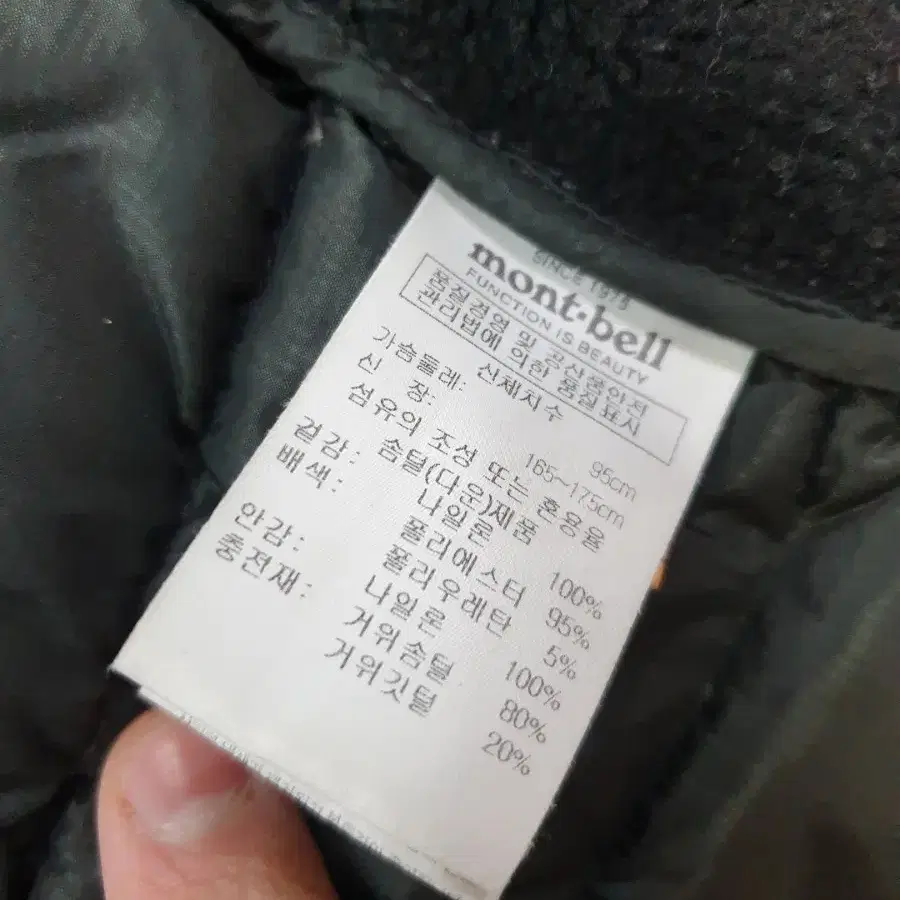 mont-bell
SINCE 1975
FUNCTION IS BEAUTY
품질경영 및 공산품안전
관리법에 의한 품질표시
신체치수
가슴둘레: 95cm
신 장: 165~175cm
섬유의 조성 또는 혼용율
솜털(다운)제품
겉감: 나일론 100%
배색: 폴리에스터 95%
폴리우레탄 5%
안감: 나일론 100%
충전재: 거위솜털 80%
거위깃털 20%